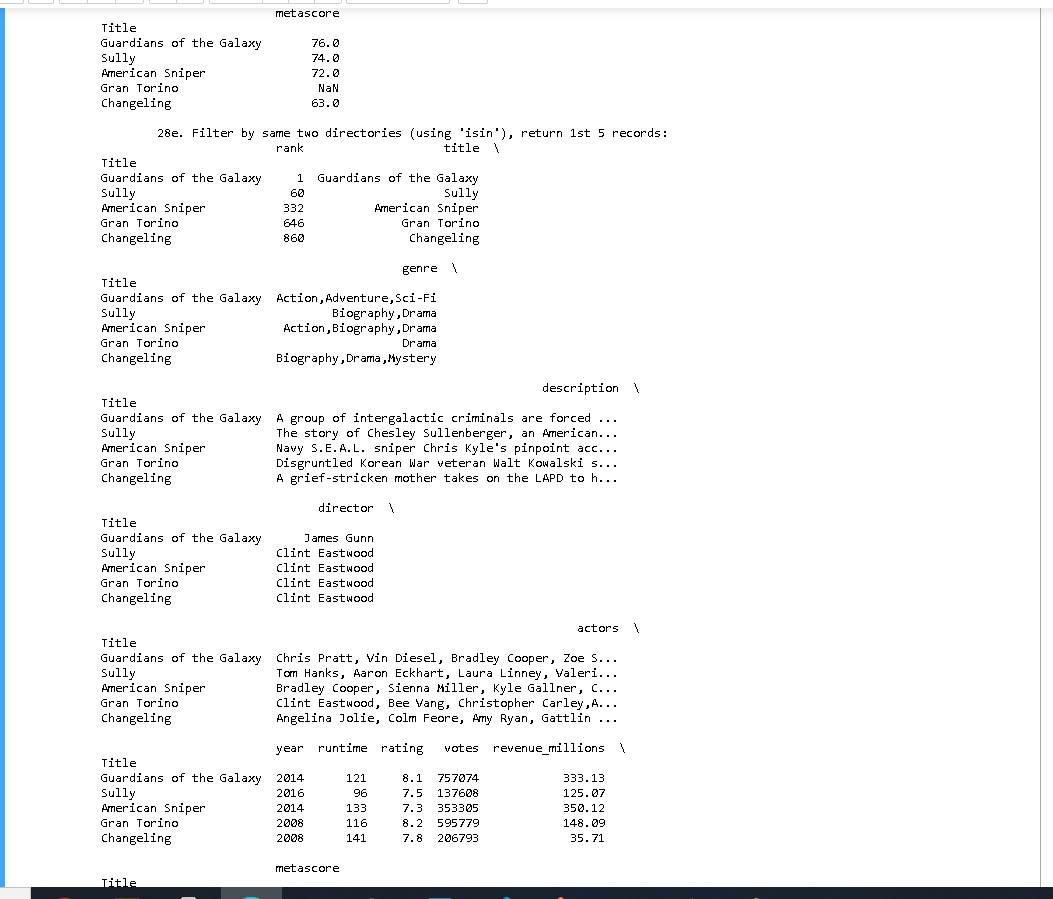 metascore
Title
Guardians of the Galaxy 76.0
Sully 74.0
American Sniper 72.0
Gran Torino NaN
Changeling 63.0
28e. Filter by same two directories (using 'isin'), return 1st 5 records:
rank title \
Title
Guardians of the Galaxy 1 Guardians of the Galaxy
Sully 60 Sully
American Sniper 332 American Sniper
Gran Torino 646 Gran Torino
Changeling 860 Changeling
genre \
Title
Guardians of the Galaxy Action,Adventure,Sci-Fi
Sully Biography,Drama
American Sniper Action,Biography,Drama
Gran Torino Drama
Changeling Biography,Drama,Mystery
description \
Title
Guardians of the Galaxy A group of intergalactic criminals are forced ...
Sully The story of Chesley Sullenberger, an American...
American Sniper Navy S.E.A.L. sniper Chris Kyle's pinpoint acc...
Gran Torino Disgruntled Korean War veteran Walt Kowalski s...
Changeling A grief-stricken mother takes on the LAPD to h...
director \
Title
Guardians of the Galaxy James Gunn
Sully Clint Eastwood
American Sniper Clint Eastwood
Gran Torino Clint Eastwood
Changeling Clint Eastwood
actors \
Title
Guardians of the Galaxy Chris Pratt, Vin Diesel, Bradley Cooper, Zoe S...
Sully Tom Hanks, Aaron Eckhart, Laura Linney, Valeri...
American Sniper Bradley Cooper, Sienna Miller, Kyle Gallner, C...
Gran Torino Clint Eastwood, Bee Vang, Christopher Carley,A...
Changeling Angelina Jolie, Colm Feore, Amy Ryan, Gattlin ...
year runtime rating votes revenue_millions \
Title
Guardians of the Galaxy 2014 121 8.1 757074 333.13
Sully 2016 96 7.5 137608 125.07
American Sniper 2014 133 7.3 353305 350.12
Gran Torino 2008 116 8.2 595779 148.09
Changeling 2008 141 7.8 206793 35.71
metascore
Title